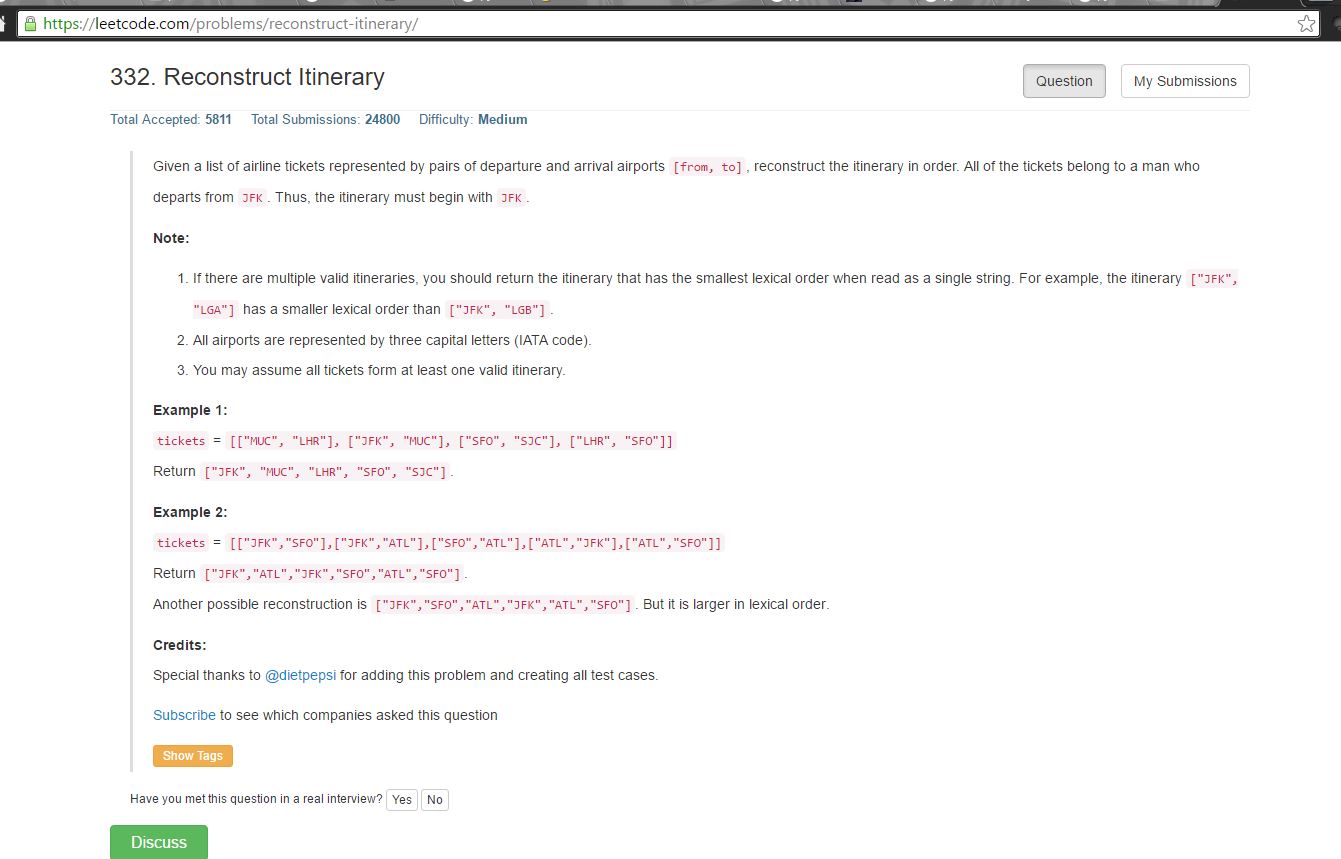 https://leetcode.com/problems/reconstruct-itinerary/
332. Reconstruct Itinerary
Question
My Submissions
Total Accepted: 5811 Total Submissions: 24800 Difficulty: Medium
Given a list of airline tickets represented by pairs of departure and arrival airports [from, to], reconstruct the itinerary in order. All of the tickets belong to a man who
departs from JFK. Thus, the itinerary must begin with JFK.
Note:
1. If there are multiple valid itineraries, you should return the itinerary that has the smallest lexical order when read as a single string. For example, the itinerary ["JFK",
"LGA"] has a smaller lexical order than ["JFK", "LGB"].
2. All airports are represented by three capital letters (IATA code).
3. You may assume all tickets form at least one valid itinerary.
Example 1:
tickets = [["MUC", "LHR"], ["JFK", "MUC"], ["SFO", "SJC"], ["LHR", "SFO"]]
Return ["JFK", "MUC", "LHR", "SFO", "SJC"].
Example 2:
tickets = [["JFK","SFO"],["JFK","ATL"],["SFO","ATL"],["ATL","JFK"],["ATL","SFO"]]
Return ["JFK","ATL","JFK","SFO","ATL","SFO"].
Another possible reconstruction is ["JFK","SFO","ATL","JFK","ATL","SFO"]. But it is larger in lexical order.
Credits:
Special thanks to @dietpepsi for adding this problem and creating all test cases.
Subscribe to see which companies asked this question
Show Tags
Have you met this question in a real interview? Yes No
Discuss